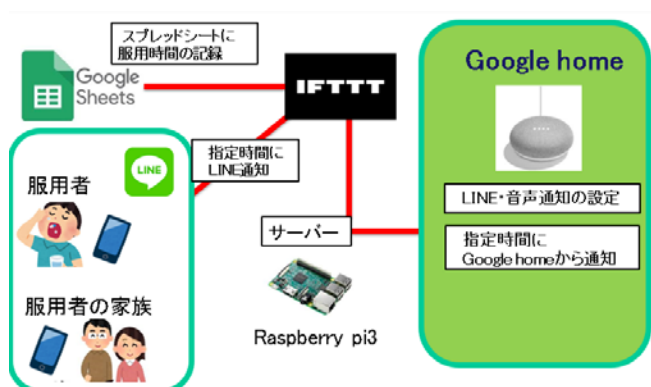 スプレッドシートに
服用時間の記録
Google
Sheets
IFTTT
Google home
指定時間に
LINE通知
LINE
服用者
LINE・音声通知の設定
サーバー
指定時間に
Google homeから通知
服用者の家族
Raspberry pi3